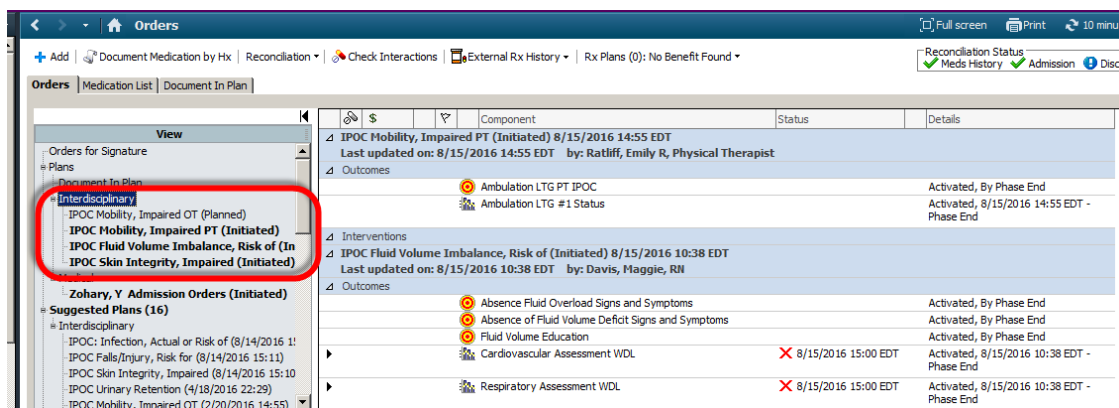 Orders
Full screen Print 10 minu
Add Document Medication by Hx Reconciliation Check Interactions External Rx History Rx Plans (0): No Benefit Found
Reconciliation Status
Meds History Admission Disc
Orders Medication List Document In Plan
View
Orders for Signature
Plans
Document In Plan
Interdisciplinary
IPOC Mobility, Impaired OT (Planned)
IPOC Mobility, Impaired PT (Initiated)
IPOC Fluid Volume Imbalance, Risk of (In
IPOC Skin Integrity, Impaired (Initiated)
Medical
Zohary, Y Admission Orders (Initiated)
Suggested Plans (16)
Interdisciplinary
IPOC: Infection, Actual or Risk of (8/14/2016 1
IPOC Falls/Injury, Risk for (8/14/2016 15:11)
IPOC Skin Integrity, Impaired (8/14/2016 15:10
IPOC Urinary Retention (4/18/2016 22:29)
IPOC Mobility, Impaired OT (2/20/2016 14:55)
$ Component Status Details
IPOC Mobility, Impaired PT (Initiated) 8/15/2016 14:55 EDT
Last updated on: 8/15/2016 14:55 EDT by: Ratliff, Emily R, Physical Therapist
Outcomes
Ambulation LTG PT IPOC Activated, By Phase End
Ambulation LTG #1 Status Activated, 8/15/2016 14:55 EDT -
Phase End
Interventions
IPOC Fluid Volume Imbalance, Risk of (Initiated) 8/15/2016 10:38 EDT
Last updated on: 8/15/2016 10:38 EDT by: Davis, Maggie, RN
Outcomes
Absence Fluid Overload Signs and Symptoms Activated, By Phase End
Absence of Fluid Volume Deficit Signs and Symptoms Activated, By Phase End
Fluid Volume Education Activated, By Phase End
Cardiovascular Assessment WDL 8/15/2016 15:00 EDT Activated, 8/15/2016 10:38 EDT -
Phase End
Respiratory Assessment WDL 8/15/2016 15:00 EDT Activated, 8/15/2016 10:38 EDT -
Phase End